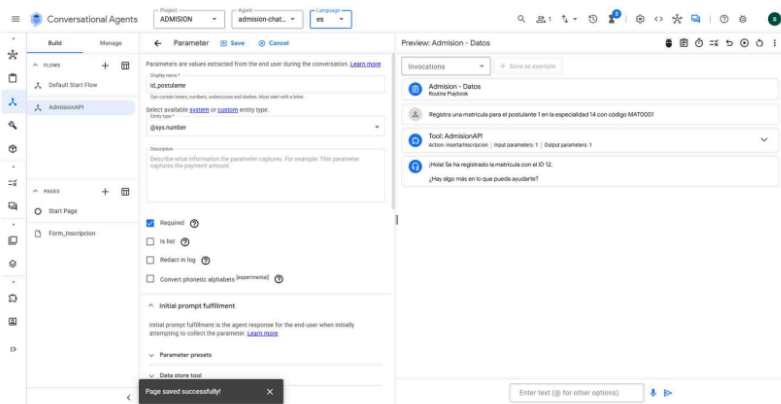 Conversational Agents
Project
ADMISION
Agent
admision-chat...
Language
es
1
2
S
Build
Manage
FLOWS
Default Start Flow
AdmisionAPI
PAGES
Start Page
Form_Inscripcion
Parameter
Save
Cancel
Parameters are values extracted from the end user during the conversation. Learn more
Display name *
id_postulante
Can contain letters, numbers, underscores and dashes. Must start with a letter.
Select available system or custom entity type.
Entity type *
@sys.number
Description
Describe what information the parameter captures. For example: This parameter
captures the payment amount.
Required
Is list
Redact in log
Convert phonetic alphabets [experimental]
Initial prompt fulfillment
Initial prompt fulfillment is the agent response for the end-user when initially
attempting to collect the parameter. Learn more
Parameter presets
Data store tool
Page saved successfully!
Preview: Admision - Datos
Invocations
+ Save as example
Admision - Datos
Routine Playbook
Registra una matrícula para el postulante 1 en la especialidad 14 con código MAT0001
Tool: AdmisionAPI
Action: insertarInscripcion | Input parameters: 1 | Output parameters: 1
¡Hola! Se ha registrado la matrícula con el ID 12.
¿Hay algo más en lo que pueda ayudarte?
Enter text (@ for other options)